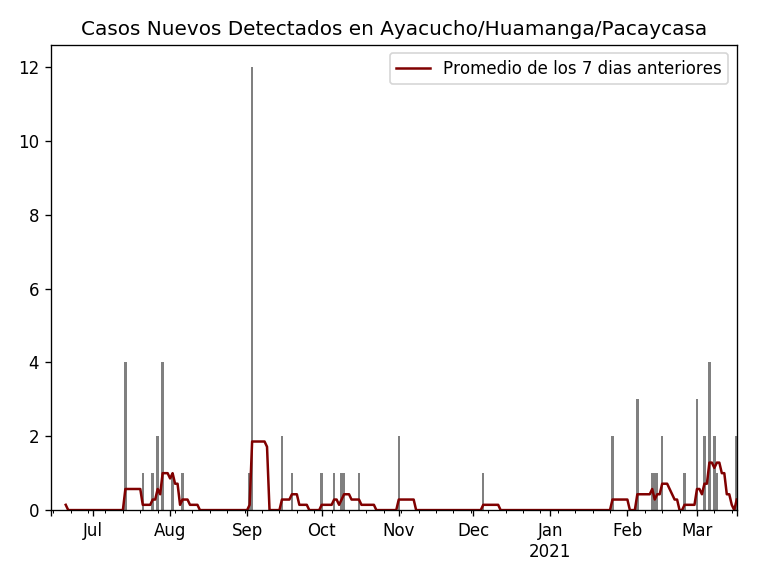 Casos Nuevos Detectados en Ayacucho/Huamanga/Pacaycasa
Promedio de los 7 dias anteriores
12
10
8
6
4
2
0
Jul Aug Sep Oct Nov Dec Jan Feb Mar
2021